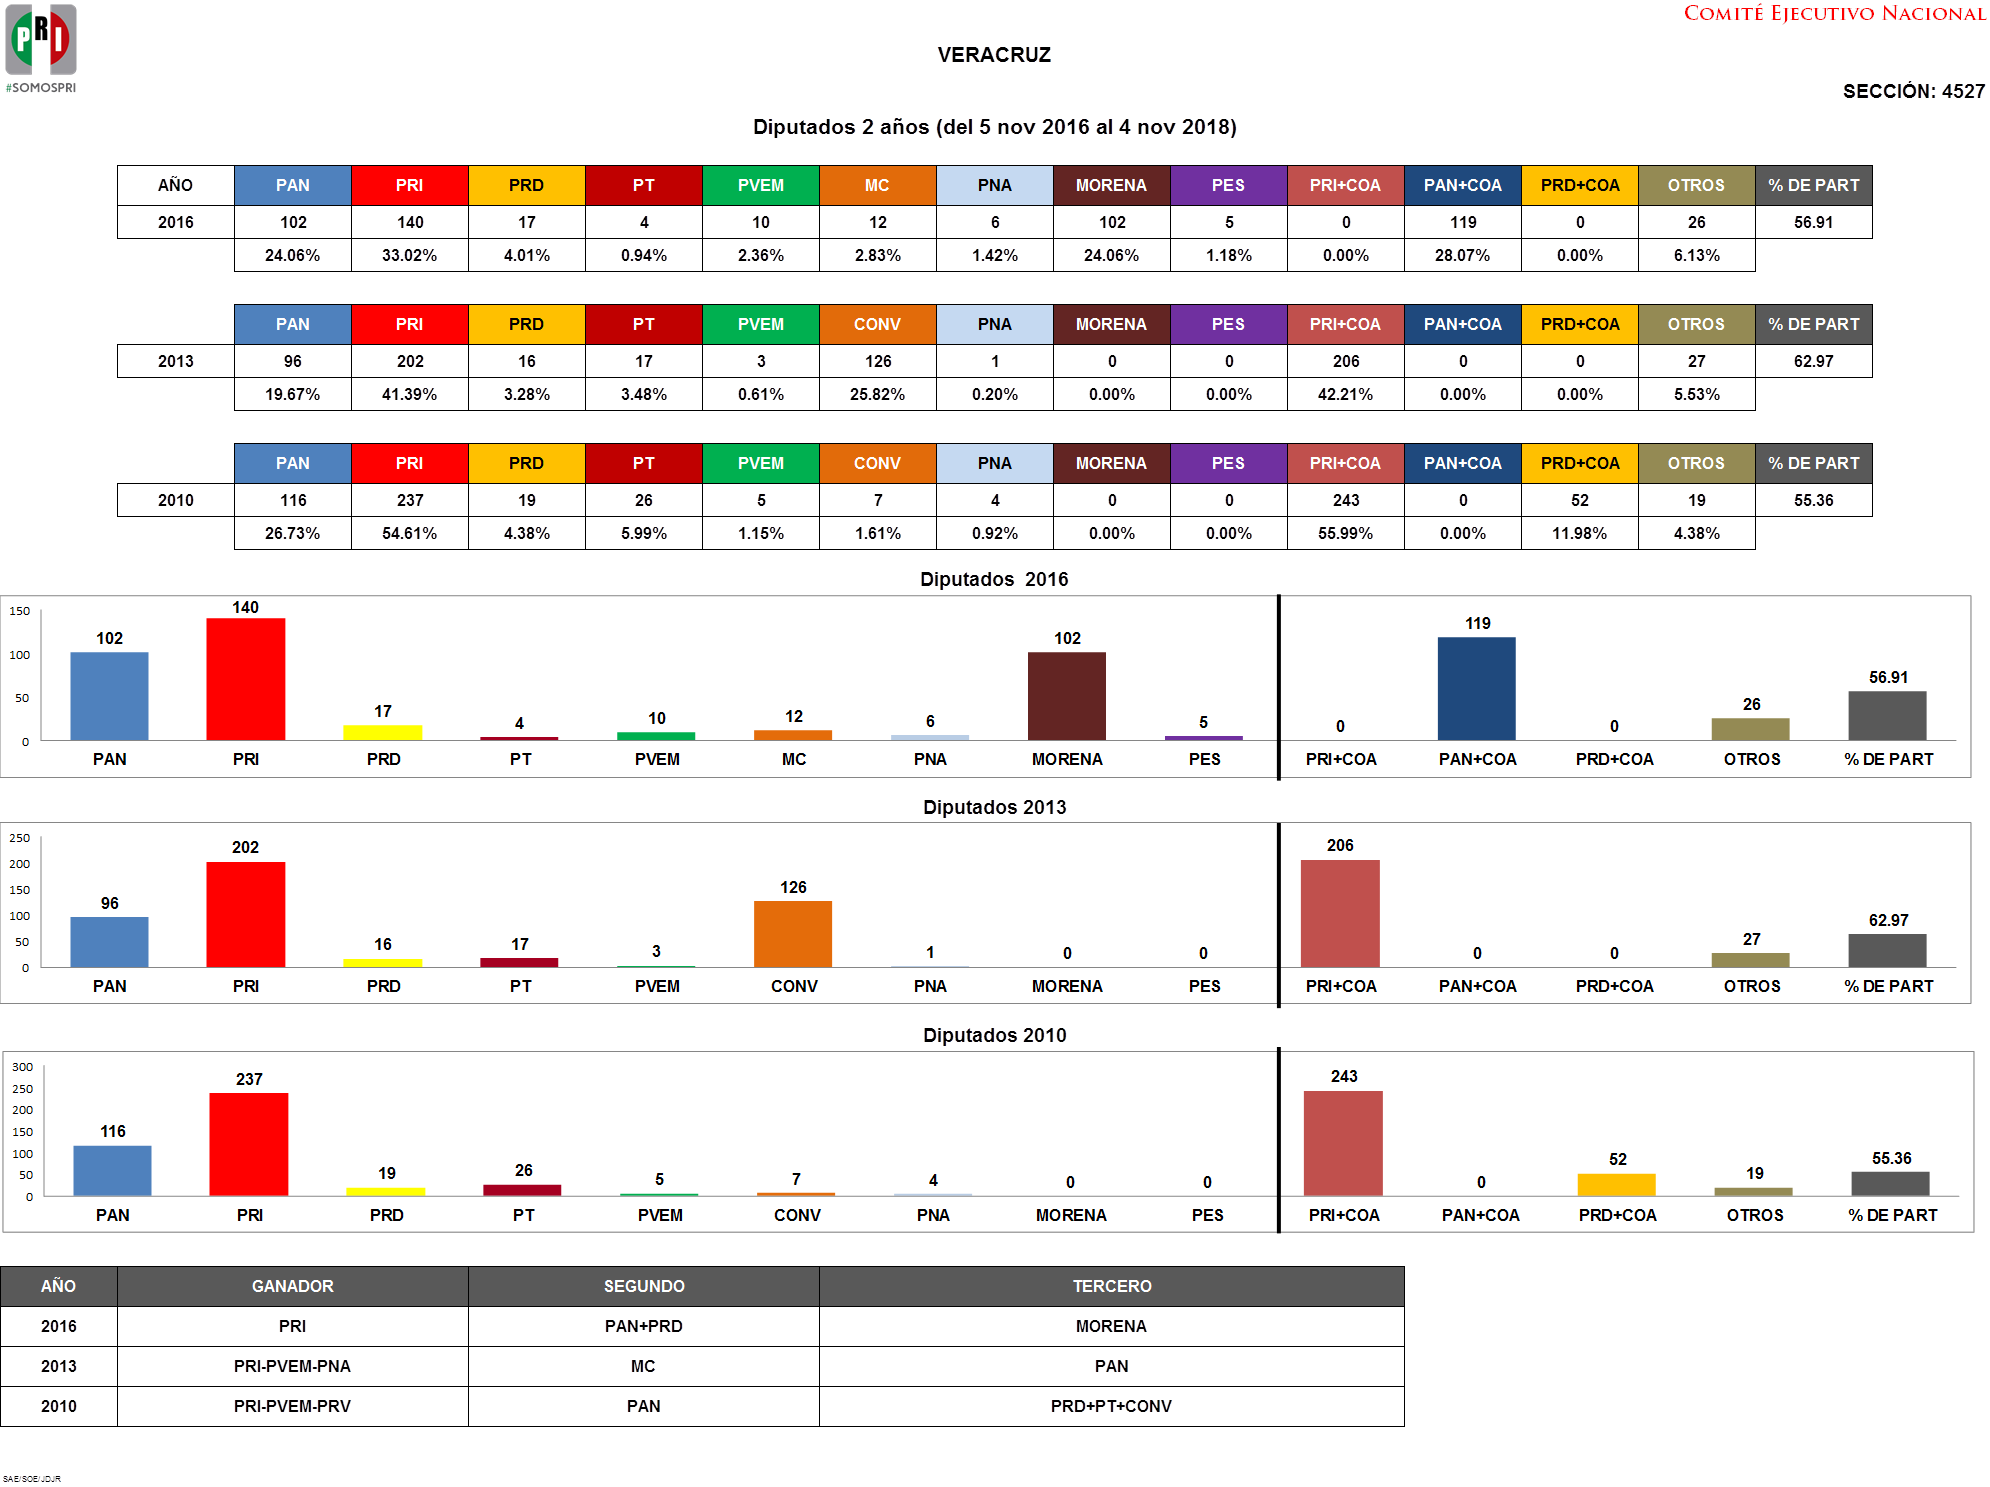 PRI
#SOMOSPRI
COMITÉ EJECUTIVO NACIONAL
VERACRUZ
SECCIÓN: 4527
Diputados 2 años (del 5 nov 2016 al 4 nov 2018)
AÑO PAN PRI PRD PT PVEM MC PNA MORENA PES PRI+COA PAN+COA PRD+COA OTROS % DE PART
2016 102 140 17 4 10 12 6 102 5 0 119 0 26 56.91
24.06% 33.02% 4.01% 0.94% 2.36% 2.83% 1.42% 24.06% 1.18% 0.00% 28.07% 0.00% 6.13%
PAN PRI PRD PT PVEM CONV PNA MORENA PES PRI+COA PAN+COA PRD+COA OTROS % DE PART
2013 96 202 16 17 3 126 1 0 0 206 0 0 27 62.97
19.67% 41.39% 3.28% 3.48% 0.61% 25.82% 0.20% 0.00% 0.00% 42.21% 0.00% 0.00% 5.53%
PAN PRI PRD PT PVEM CONV PNA MORENA PES PRI+COA PAN+COA PRD+COA OTROS % DE PART
2010 116 237 19 26 5 7 4 0 0 243 0 52 19 55.36
26.73% 54.61% 4.38% 5.99% 1.15% 1.61% 0.92% 0.00% 0.00% 55.99% 0.00% 11.98% 4.38%
Diputados 2016
150
100
50
0
102 140 17 4 10 12 6 102 5 0 119 0 26 56.91
PAN PRI PRD PT PVEM MC PNA MORENA PES PRI+COA PAN+COA PRD+COA OTROS % DE PART
Diputados 2013
250
200
150
100
50
0
96 202 16 17 3 126 1 0 0 206 0 0 27 62.97
PAN PRI PRD PT PVEM CONV PNA MORENA PES PRI+COA PAN+COA PRD+COA OTROS % DE PART
Diputados 2010
300
250
200
150
100
50
0
116 237 19 26 5 7 4 0 0 243 0 52 19 55.36
PAN PRI PRD PT PVEM CONV PNA MORENA PES PRI+COA PAN+COA PRD+COA OTROS % DE PART
AÑO GANADOR SEGUNDO TERCERO
2016 PRI PAN+PRD MORENA
2013 PRI-PVEM-PNA MC PAN
2010 PRI-PVEM-PRV PAN PRD+PT+CONV
SAE/SOE/JDJR